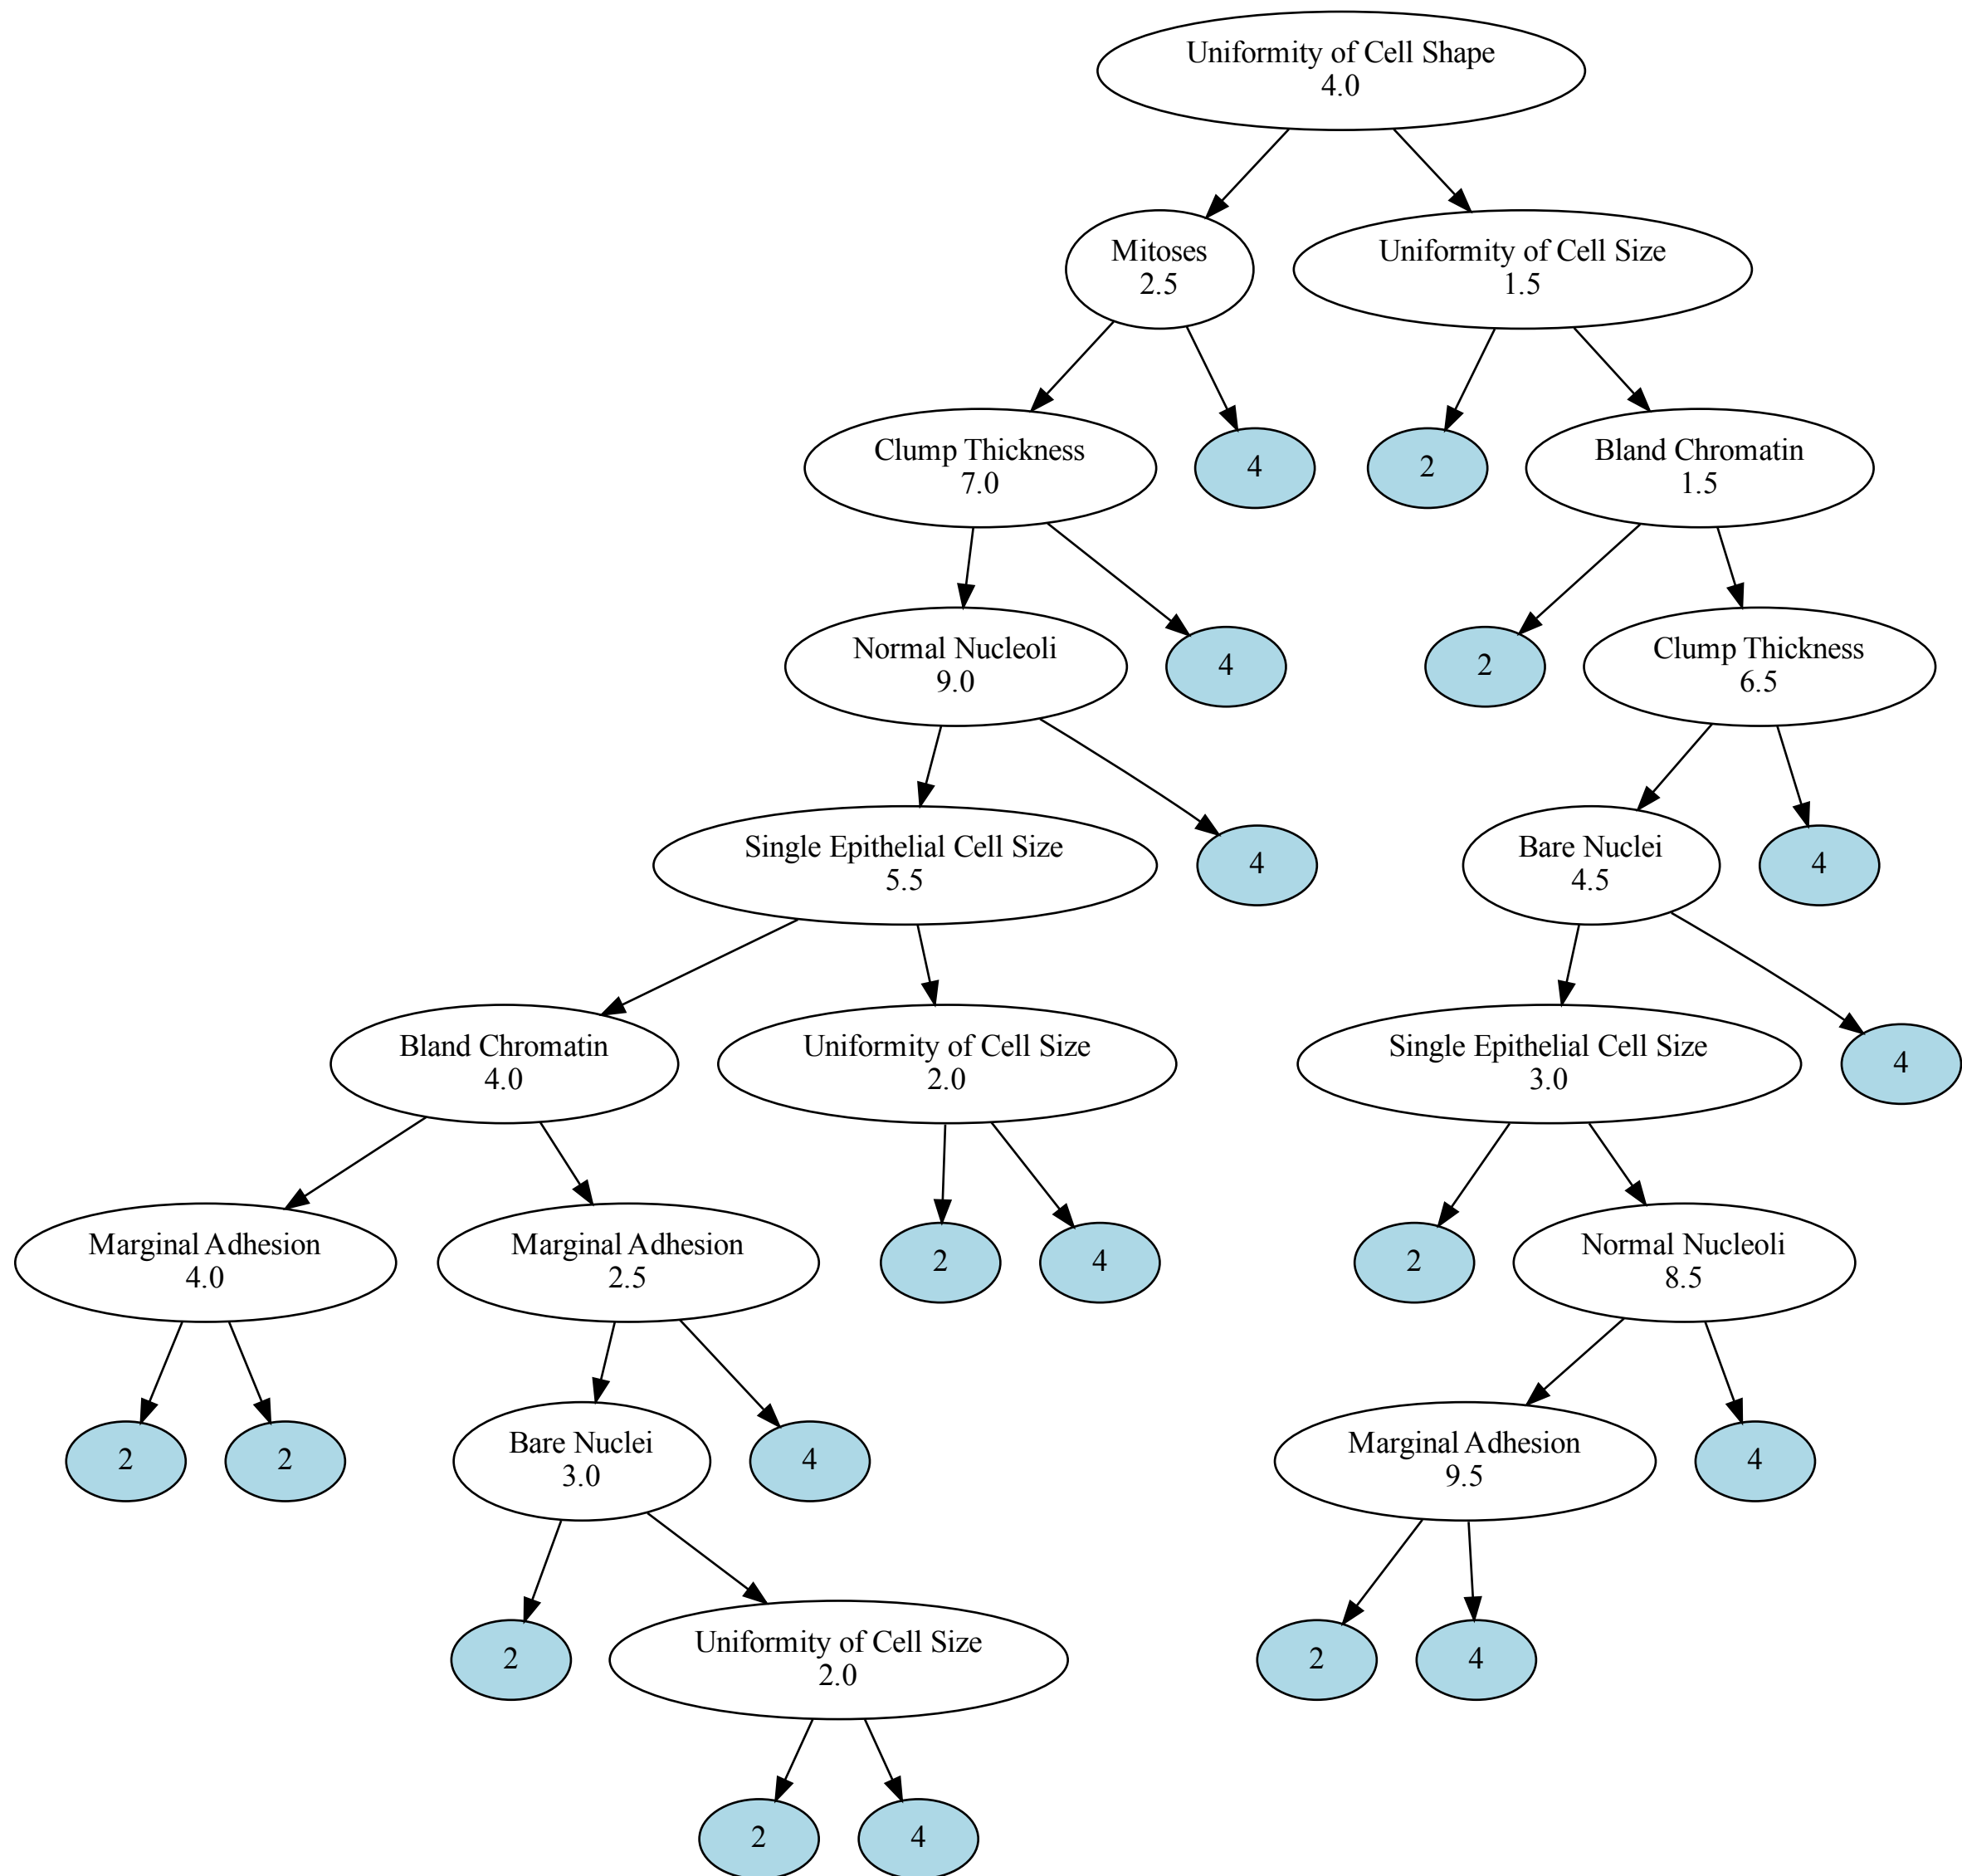 Uniformity of Cell Shape
4.0
Mitoses
2.5
Uniformity of Cell Size
1.5
Clump Thickness
7.0
4
2
Bland Chromatin
1.5
Normal Nucleoli
9.0
4
2
Clump Thickness
6.5
Single Epithelial Cell Size
5.5
4
Bare Nuclei
4.5
4
Bland Chromatin
4.0
Uniformity of Cell Size
2.0
Single Epithelial Cell Size
3.0
4
Marginal Adhesion
4.0
Marginal Adhesion
2.5
2
4
2
Normal Nucleoli
8.5
2
2
Bare Nuclei
3.0
4
Marginal Adhesion
9.5
4
2
Uniformity of Cell Size
2.0
2
4
2
4